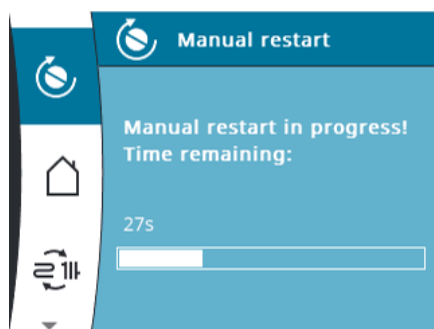 Manual restart
Manual restart in progress!
Time remaining:
27s